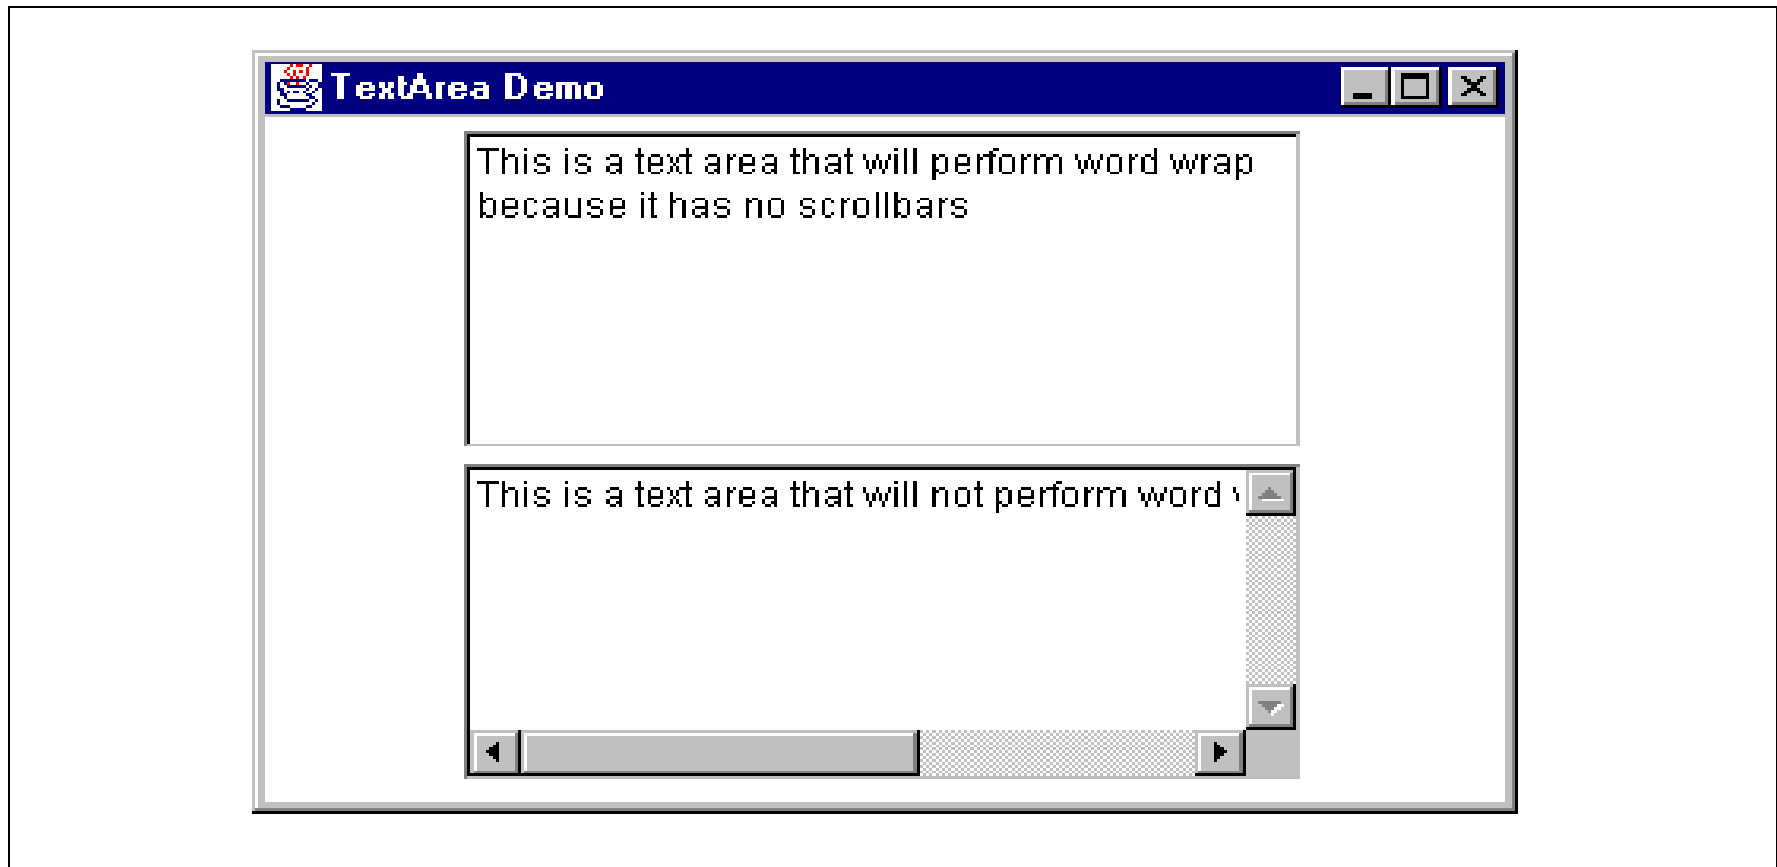 TextArea Demo
This is a text area that will perform word wrap
because it has no scrollbars
This is a text area that will not perform word